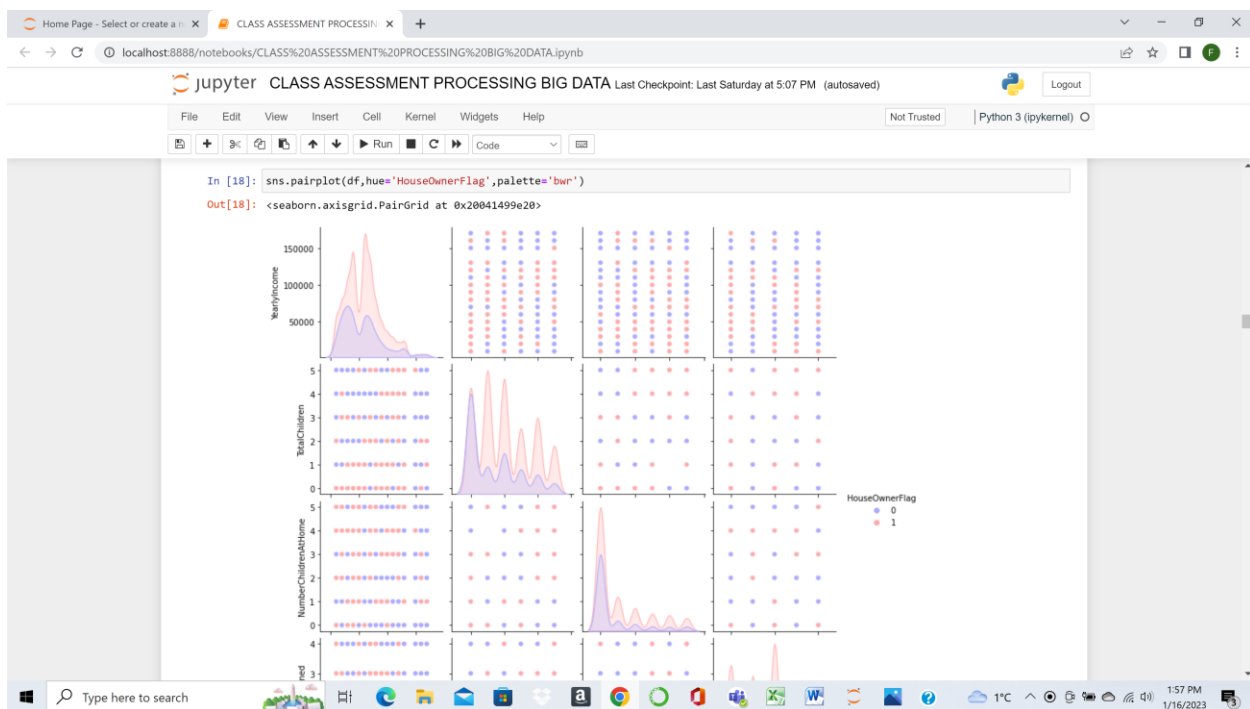 Home Page - Select or create a n
CLASS ASSESSMENT PROCESSIN
localhost:8888/notebooks/CLASS%20ASSESSMENT%20PROCESSING%20BIG%20DATA.ipynb
F
jupyter CLASS ASSESSMENT PROCESSING BIG DATA Last Checkpoint: Last Saturday at 5:07 PM (autosaved)
Logout
File Edit View Insert Cell Kernel Widgets Help
Not Trusted
Python 3 (ipykernel)
Run
Code
In [18]: sns.pairplot(df,hue='HouseOwnerFlag',palette='bwr')
Out[18]: <seaborn.axisgrid.PairGrid at 0x20041499e20>
150000
100000
50000
YearlyIncome
5
4
3
2
1
0
TotalChildren
5
4
3
2
1
0
NumberChildrenAtHome
4
3
ned
HouseOwnerFlag
0
1
Type here to search
a
W
1°C
1:57 PM
1/16/2023
3